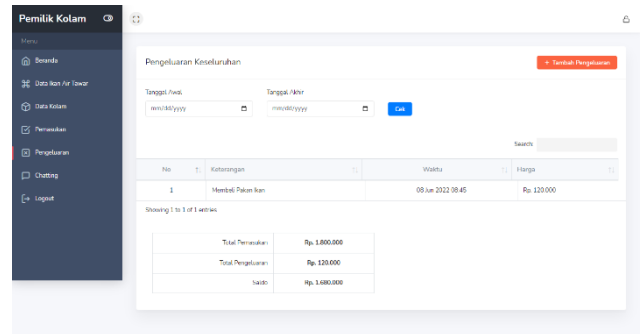 Pemilik Kolam
Menu
Beranda
Data Ikan Air Tawar
Data Kolam
Pemasukan
Pengeluaran
Chatting
Logout
Pengeluaran Keseluruhan
+ Tambah Pengeluaran
Tanggal Awal Tanggal Akhir
mm/dd/yyyy mm/dd/yyyy Cek
Search:
No Keterangan Waktu Harga
1 Membeli Pakan Ikan 08 Jun 2022 08:45 Rp. 120.000
Showing 1 to 1 of 1 entries
Total Pemasukan Rp. 1.800.000
Total Pengeluaran Rp. 120.000
Saldo Rp. 1.680.000